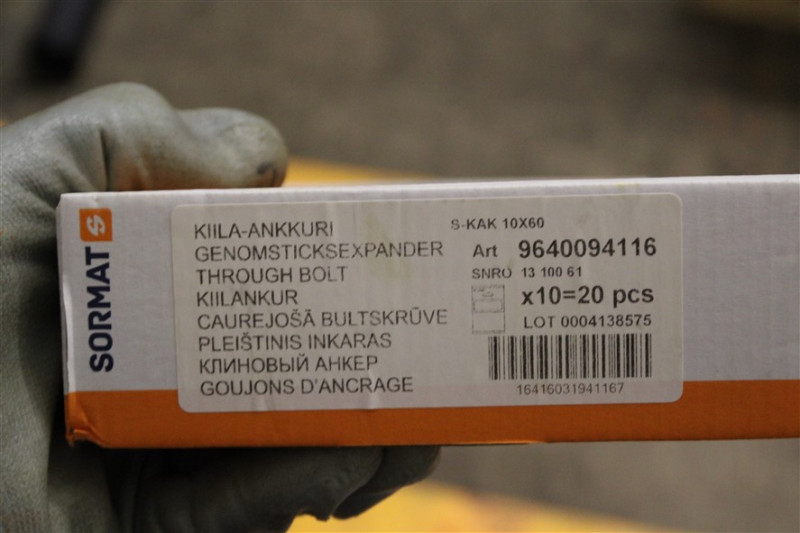 SORMAT S
KIILA-ANKKURI
GENOMSTICKSEXPANDER
THROUGH BOLT
KIILANKUR
CAUREJOŠĀ BULTSKRŪVE
PLEIŠTINIS INKARAS
КЛИНОВЫЙ АНКЕР
GOUJONS D'ANCRAGE
S-KAK 10X60
Art 9640094116
SNRO 13 100 61
x10=20 pcs
LOT 0004138575
16416031941167